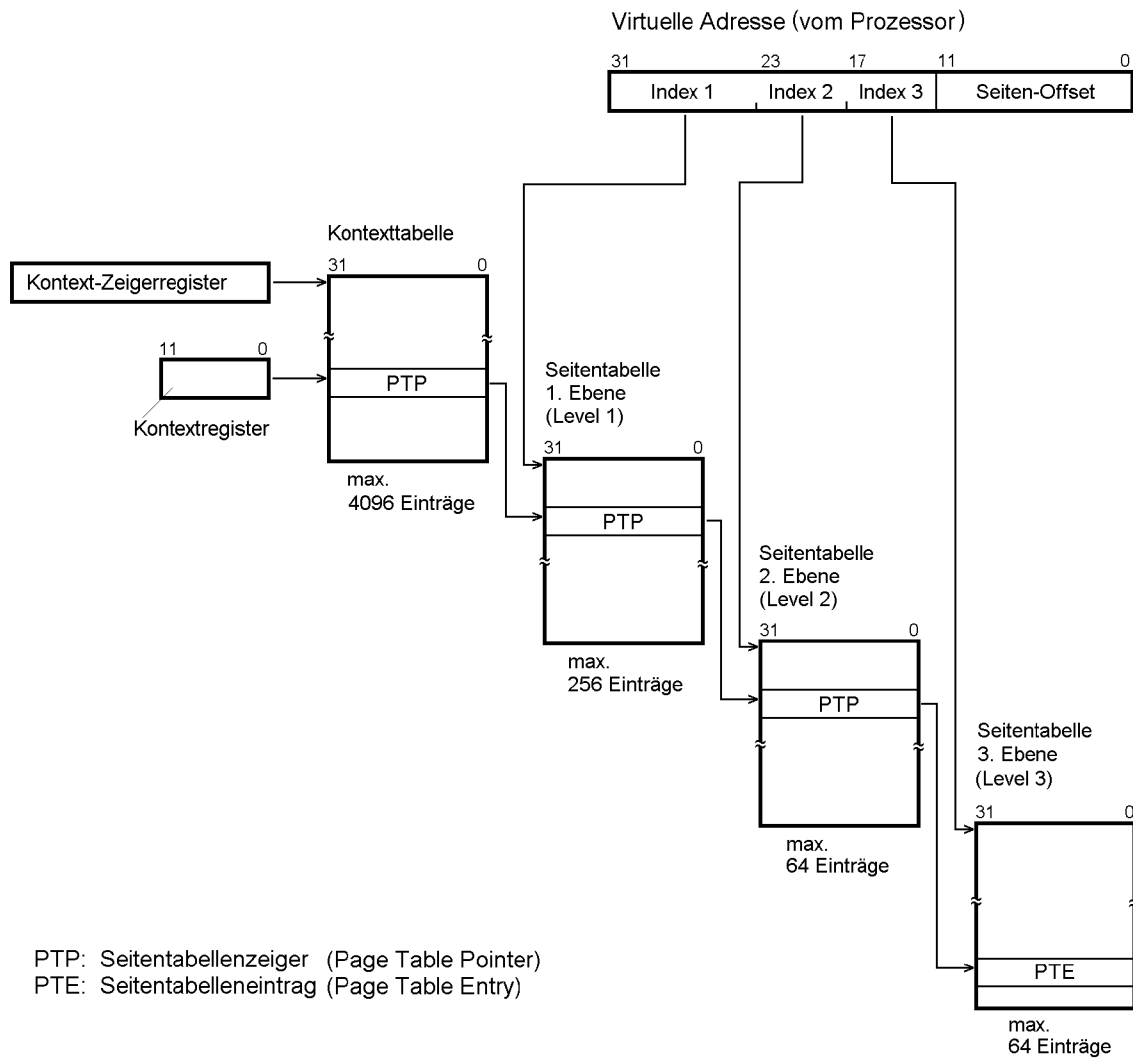 Virtuelle Adresse (vom Prozessor)
31 23 17 11 0
Index 1 Index 2 Index 3 Seiten-Offset
Kontexttabelle
31 0
Kontext-Zeigerregister
11 0
PTP
Kontextregister
max.
4096 Einträge
Seitentabelle
1. Ebene
(Level 1)
31 0
PTP
max.
256 Einträge
Seitentabelle
2. Ebene
(Level 2)
31 0
PTP
max.
64 Einträge
Seitentabelle
3. Ebene
(Level 3)
31 0
PTE
max.
64 Einträge
PTP: Seitentabellenzeiger (Page Table Pointer)
PTE: Seitentabelleneintrag (Page Table Entry)